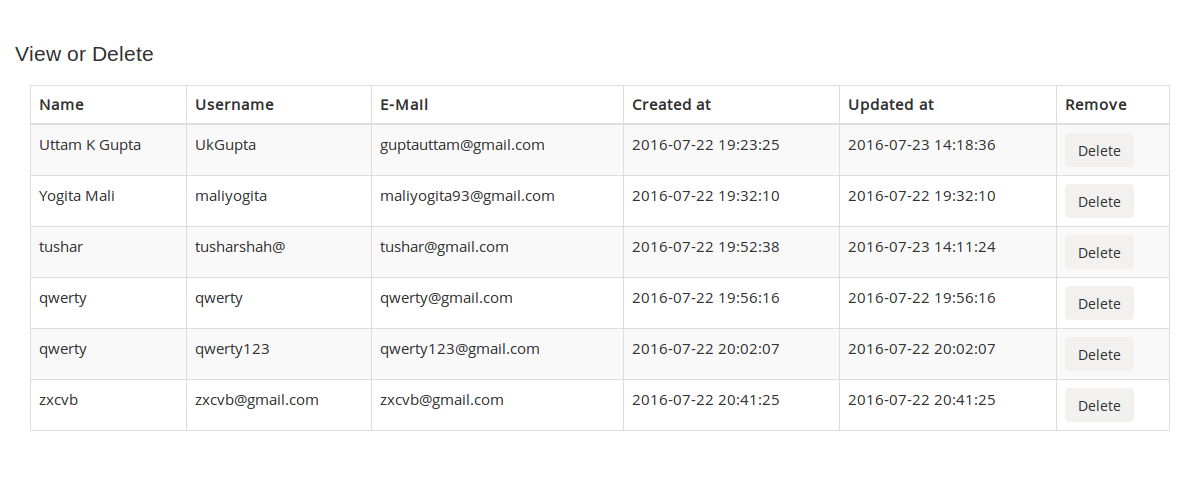 View or Delete
Name Username E-Mail Created at Updated at Remove
Uttam K Gupta UkGupta guptauttam@gmail.com 2016-07-22 19:23:25 2016-07-23 14:18:36 Delete
Yogita Mali maliyogita maliyogita93@gmail.com 2016-07-22 19:32:10 2016-07-22 19:32:10 Delete
tushar tusharshah@ tushar@gmail.com 2016-07-22 19:52:38 2016-07-23 14:11:24 Delete
qwerty qwerty qwerty@gmail.com 2016-07-22 19:56:16 2016-07-22 19:56:16 Delete
qwerty qwerty123 qwerty123@gmail.com 2016-07-22 20:02:07 2016-07-22 20:02:07 Delete
zxcvb zxcvb@gmail.com zxcvb@gmail.com 2016-07-22 20:41:25 2016-07-22 20:41:25 Delete